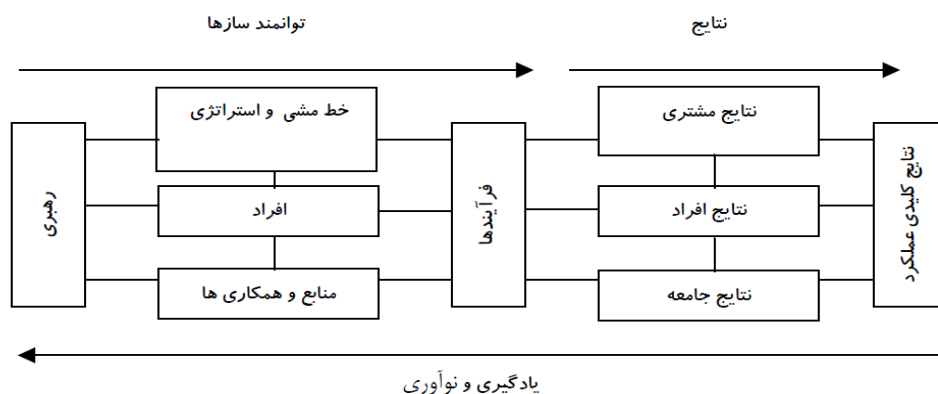 توانمند سازها
نتایج
خط مشی و استراتژی
نتایج مشتری
رهبری
افراد
فرآیندها
نتایج افراد
نتایج کلیدی عملکرد
منابع و همکاری ها
نتایج جامعه
یادگیری و نوآوری